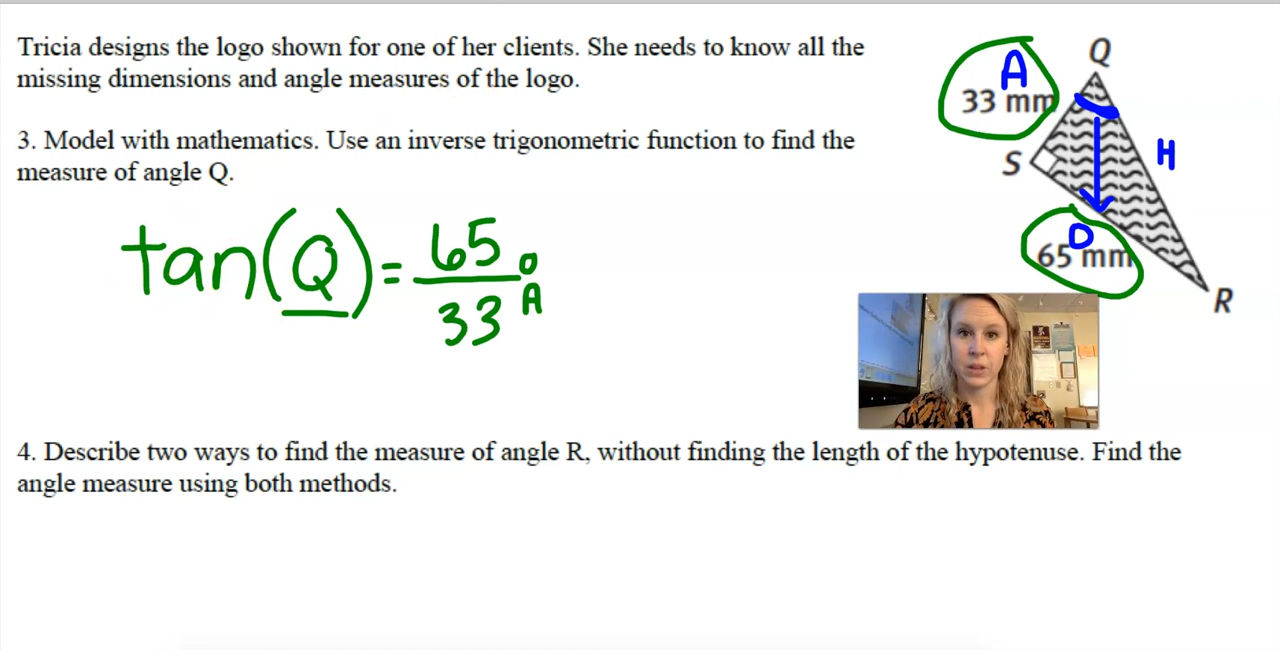 Tricia designs the logo shown for one of her clients. She needs to know all the
missing dimensions and angle measures of the logo.
3. Model with mathematics. Use an inverse trigonometric function to find the
measure of angle Q.
tan(Q) = 65 O
33 A
Q
A
33 mm
S
H
O
65 mm
R
4. Describe two ways to find the measure of angle R, without finding the length of the hypotenuse. Find the
angle measure using both methods.